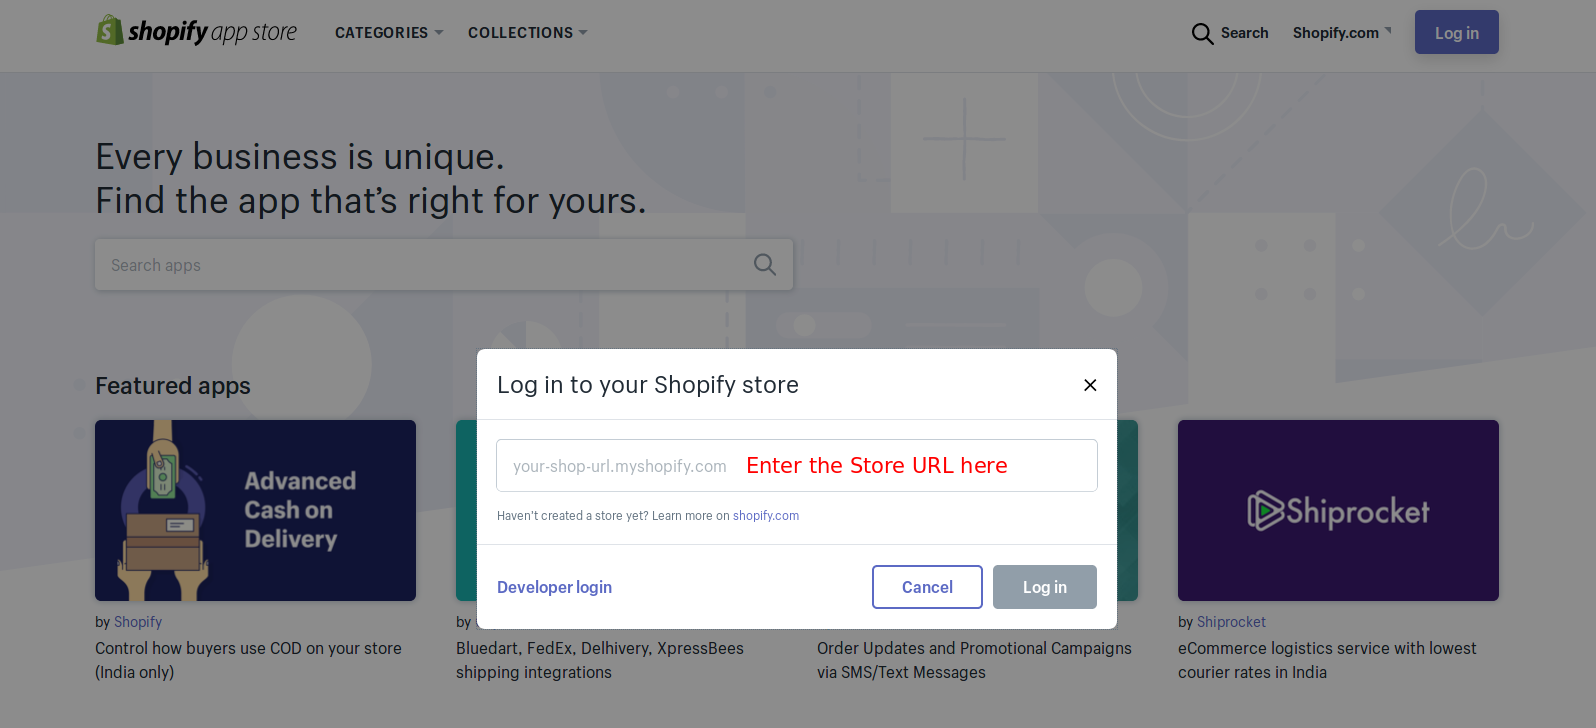 shopify app store
CATEGORIES
COLLECTIONS
Search
Shopify.com
Log in
Every business is unique.
Find the app that’s right for yours.
Search apps
Featured apps
Log in to your Shopify store
your-shop-url.myshopify.com
Enter the Store URL here
Haven't created a store yet? Learn more on shopify.com
Developer login
Cancel
Log in
Advanced
Cash on
Delivery
Shiprocket
by Shopify
Control how buyers use COD on your store
(India only)
by
Bluedart, FedEx, Delhivery, XpressBees
shipping integrations
Order Updates and Promotional Campaigns
via SMS/Text Messages
by Shiprocket
eCommerce logistics service with lowest
courier rates in India